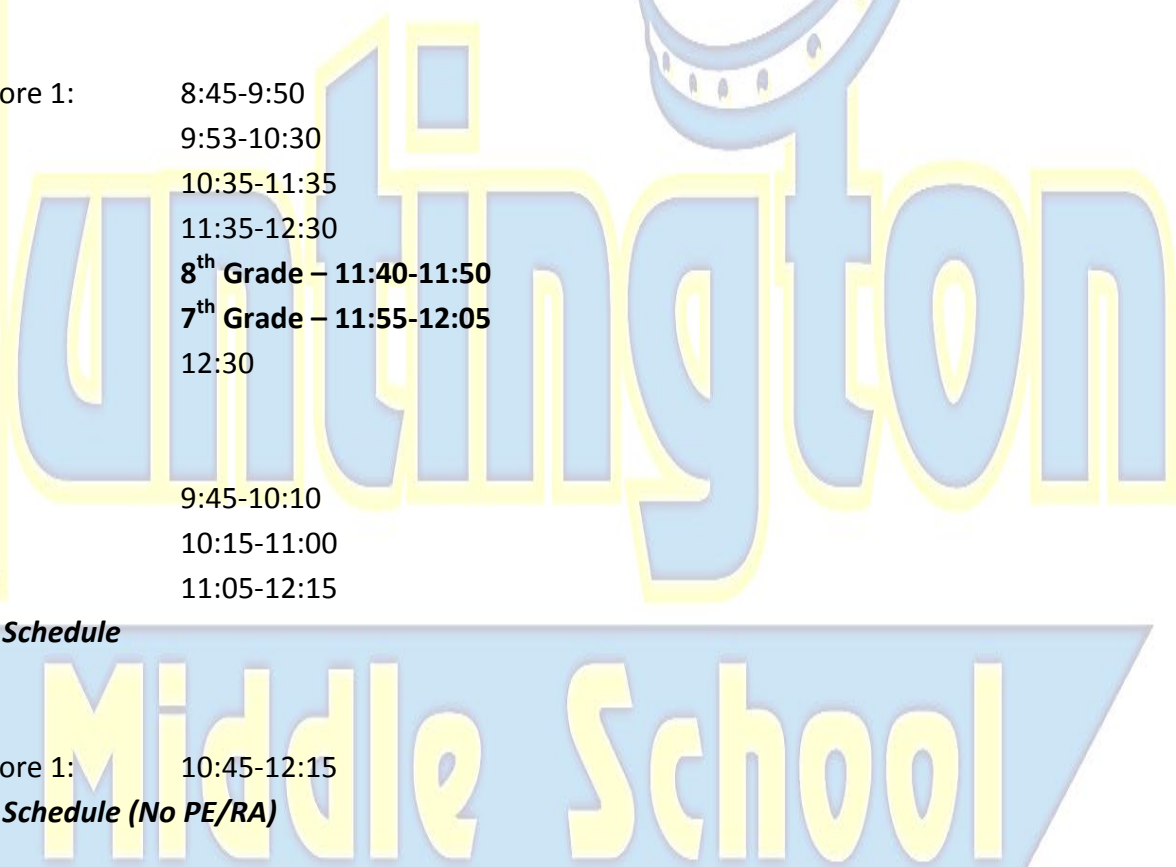 ore 1: 8:45-9:50
9:53-10:30
10:35-11:35
11:35-12:30
8th Grade – 11:40-11:50
7th Grade – 11:55-12:05
12:30
untington
9:45-10:10
10:15-11:00
11:05-12:15
Schedule
Middle School
ore 1: 10:45-12:15
Schedule (No PE/RA)